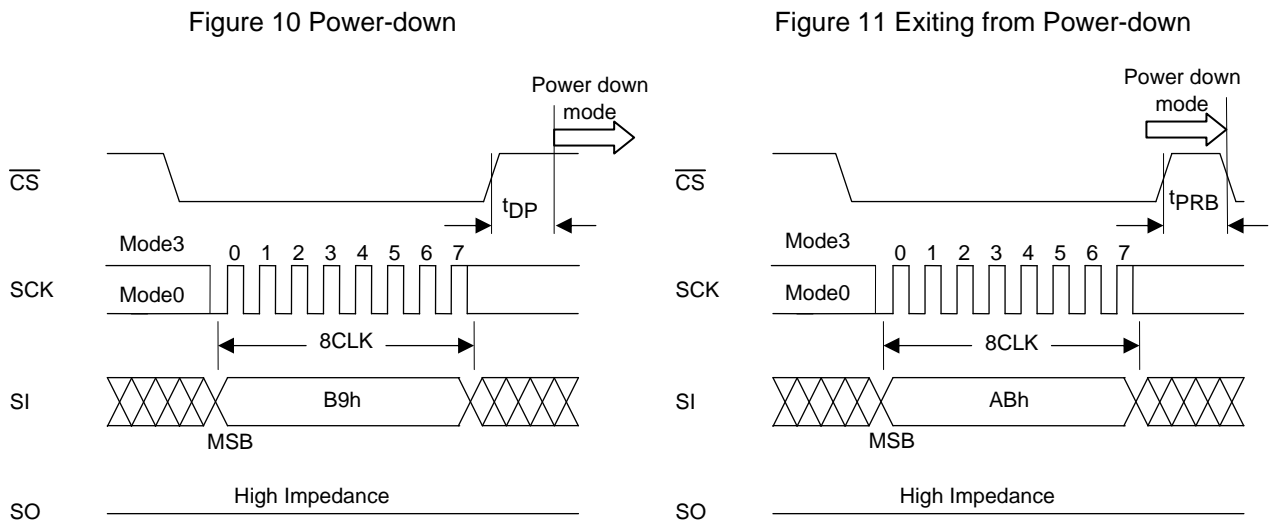 Figure 10 Power-down
Power down
mode
CS
tDP
Mode3
0 1 2 3 4 5 6 7
SCK
Mode0
8CLK
SI
B9h
MSB
High Impedance
SO
Figure 11 Exiting from Power-down
Power down
mode
CS
tPRB
Mode3
0 1 2 3 4 5 6 7
SCK
Mode0
8CLK
SI
ABh
MSB
High Impedance
SO